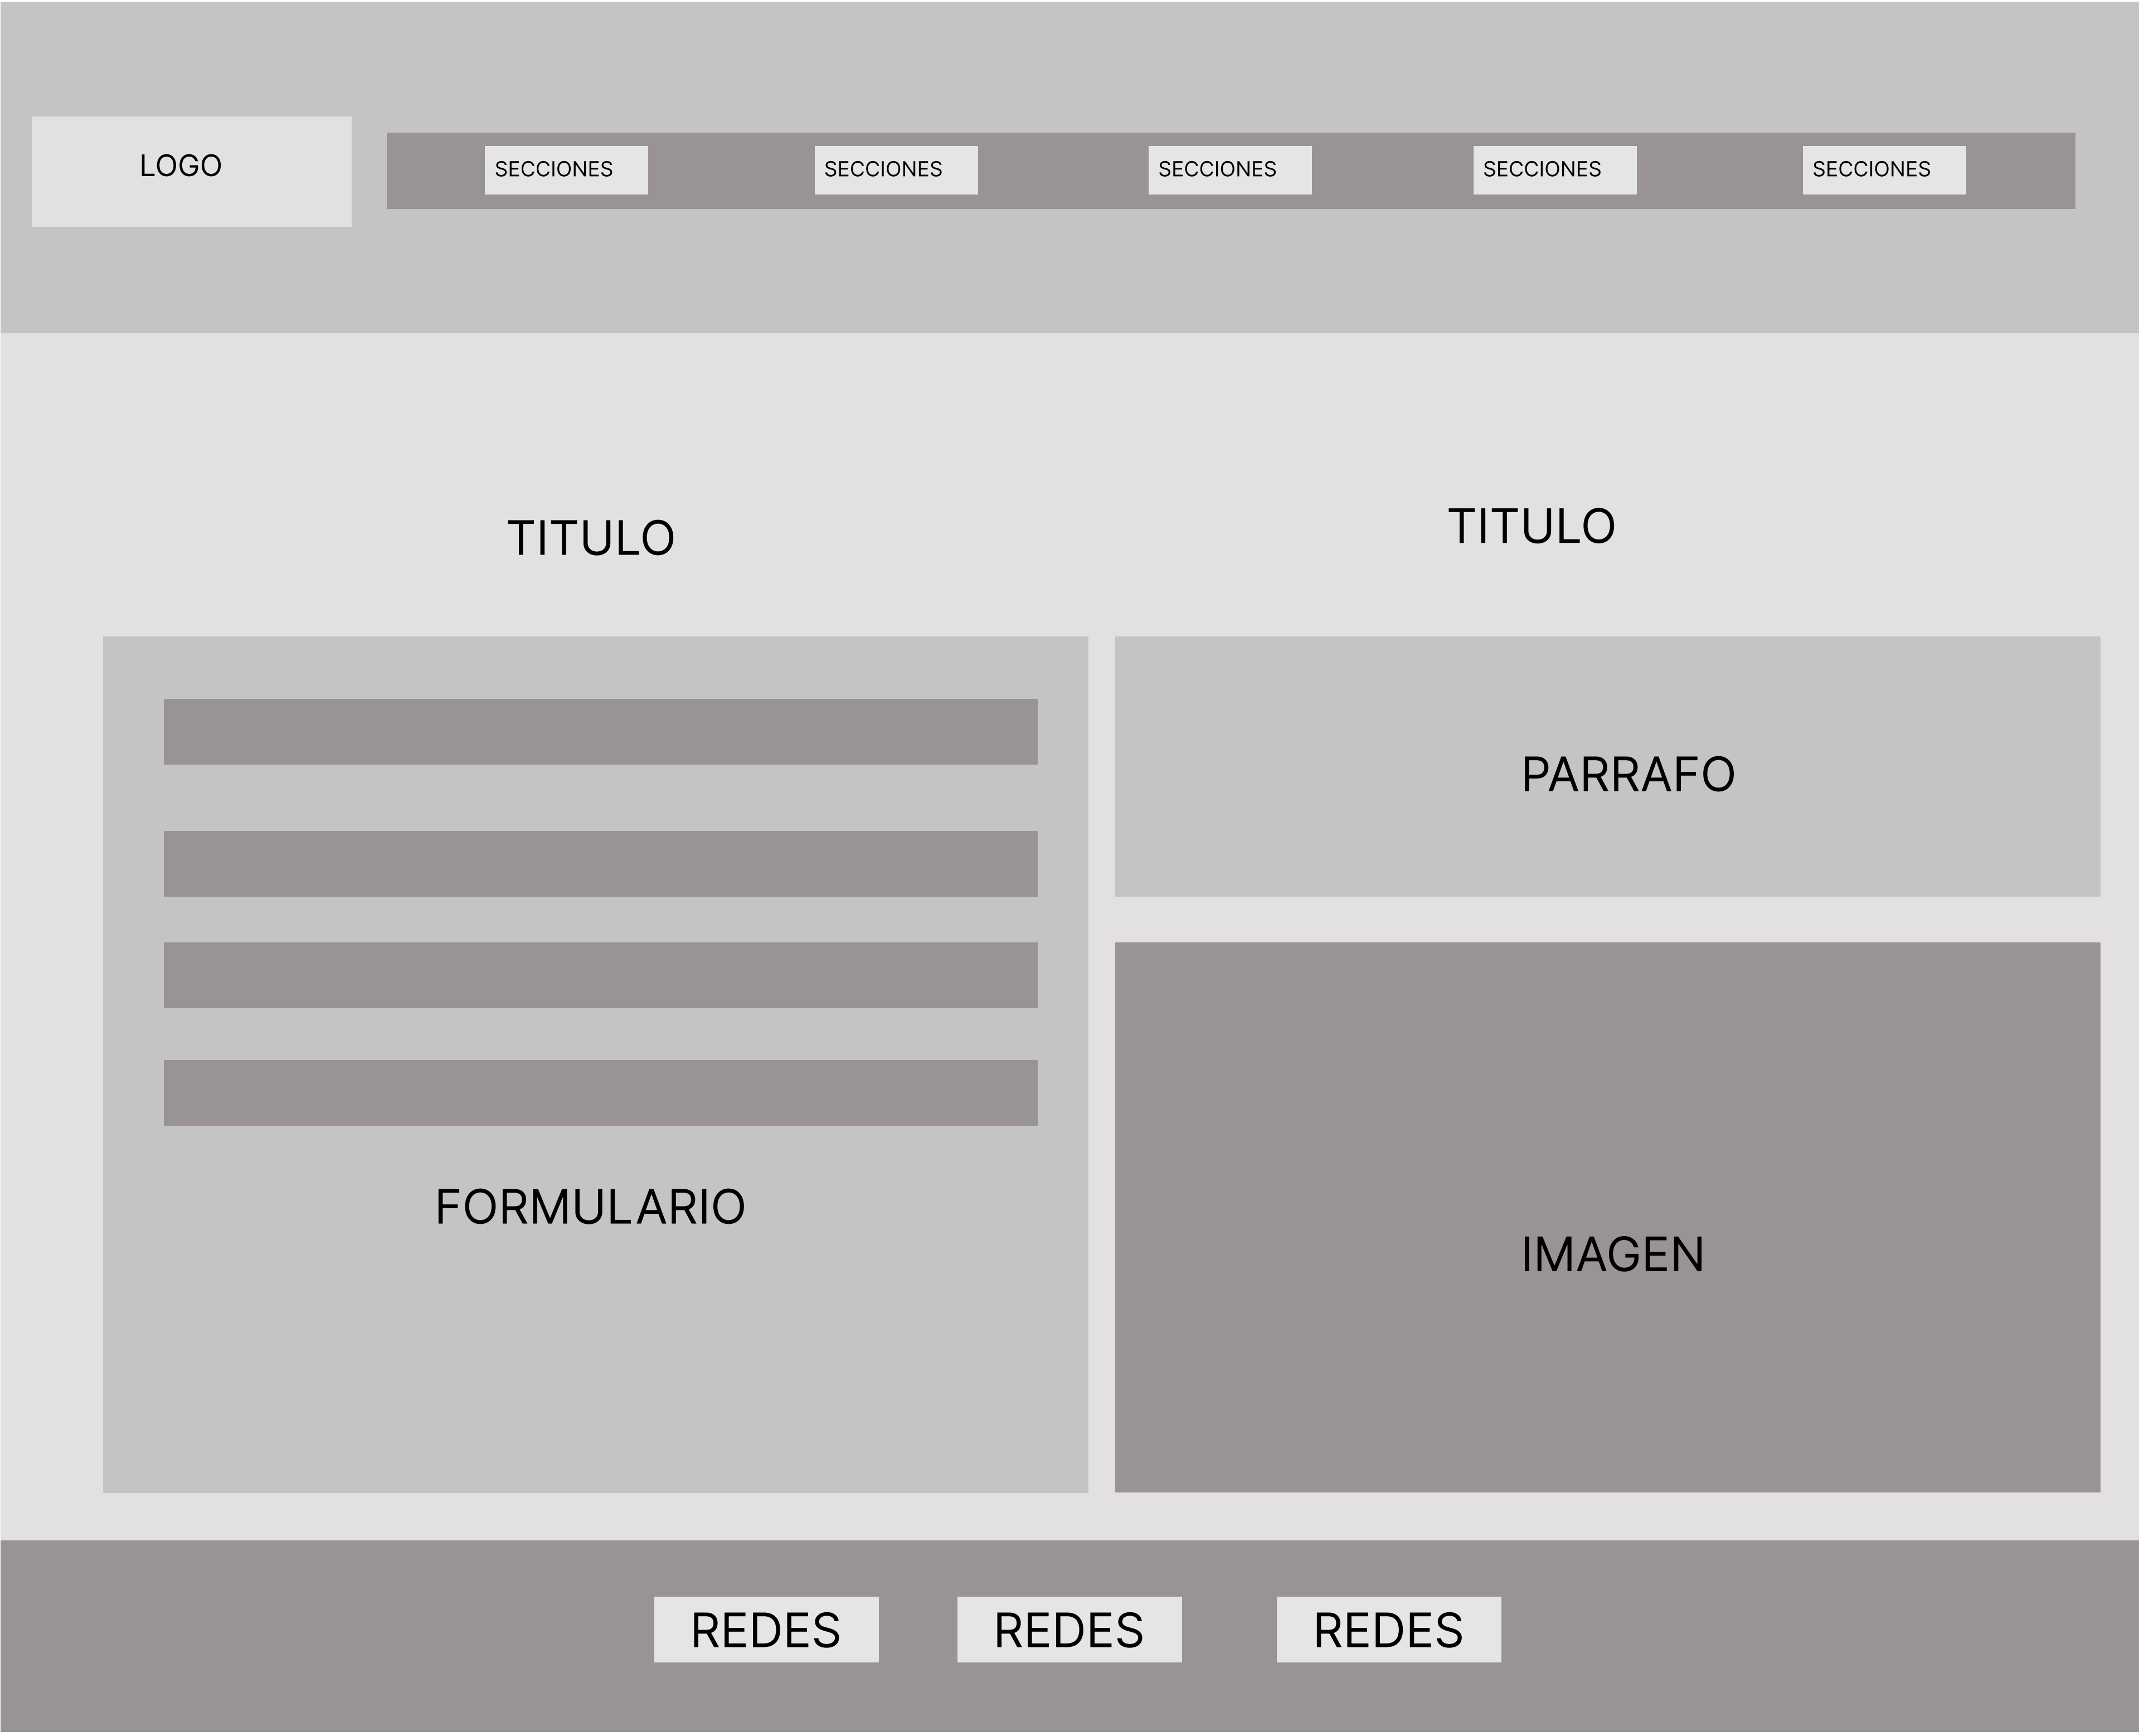 LOGO
SECCIONES
SECCIONES
SECCIONES
SECCIONES
SECCIONES
TITULO
TITULO
FORMULARIO
PARRAFO
IMAGEN
REDES
REDES
REDES